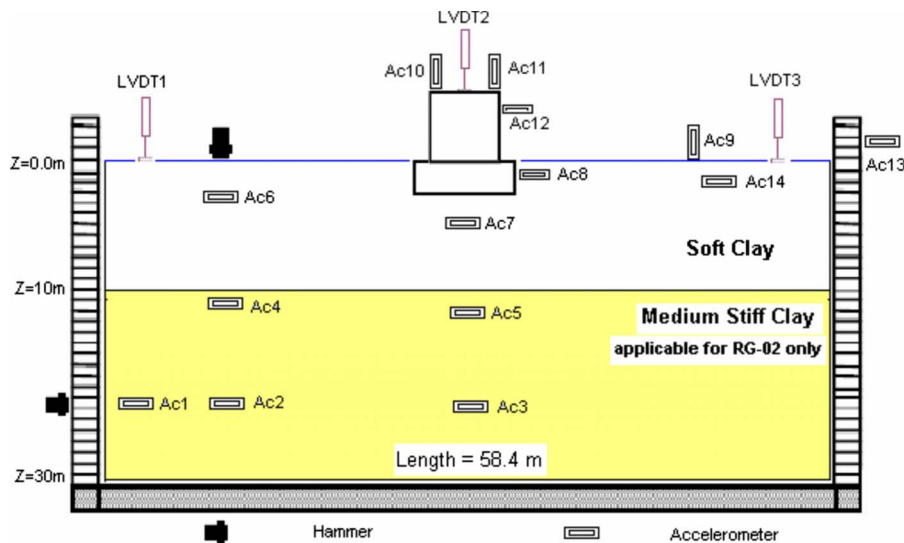 LVDT2
Ac10
Ac11
LVDT1
LVDT3
Ac12
Ac9
Z=0.0m
Ac13
Ac8
Ac14
Ac6
Ac7
Soft Clay
Z=10m
Ac4
Ac5
Medium Stiff Clay
applicable for RG-02 only
Ac1
Ac2
Ac3
Length = 58.4 m
Z=30m
Hammer
Accelerometer